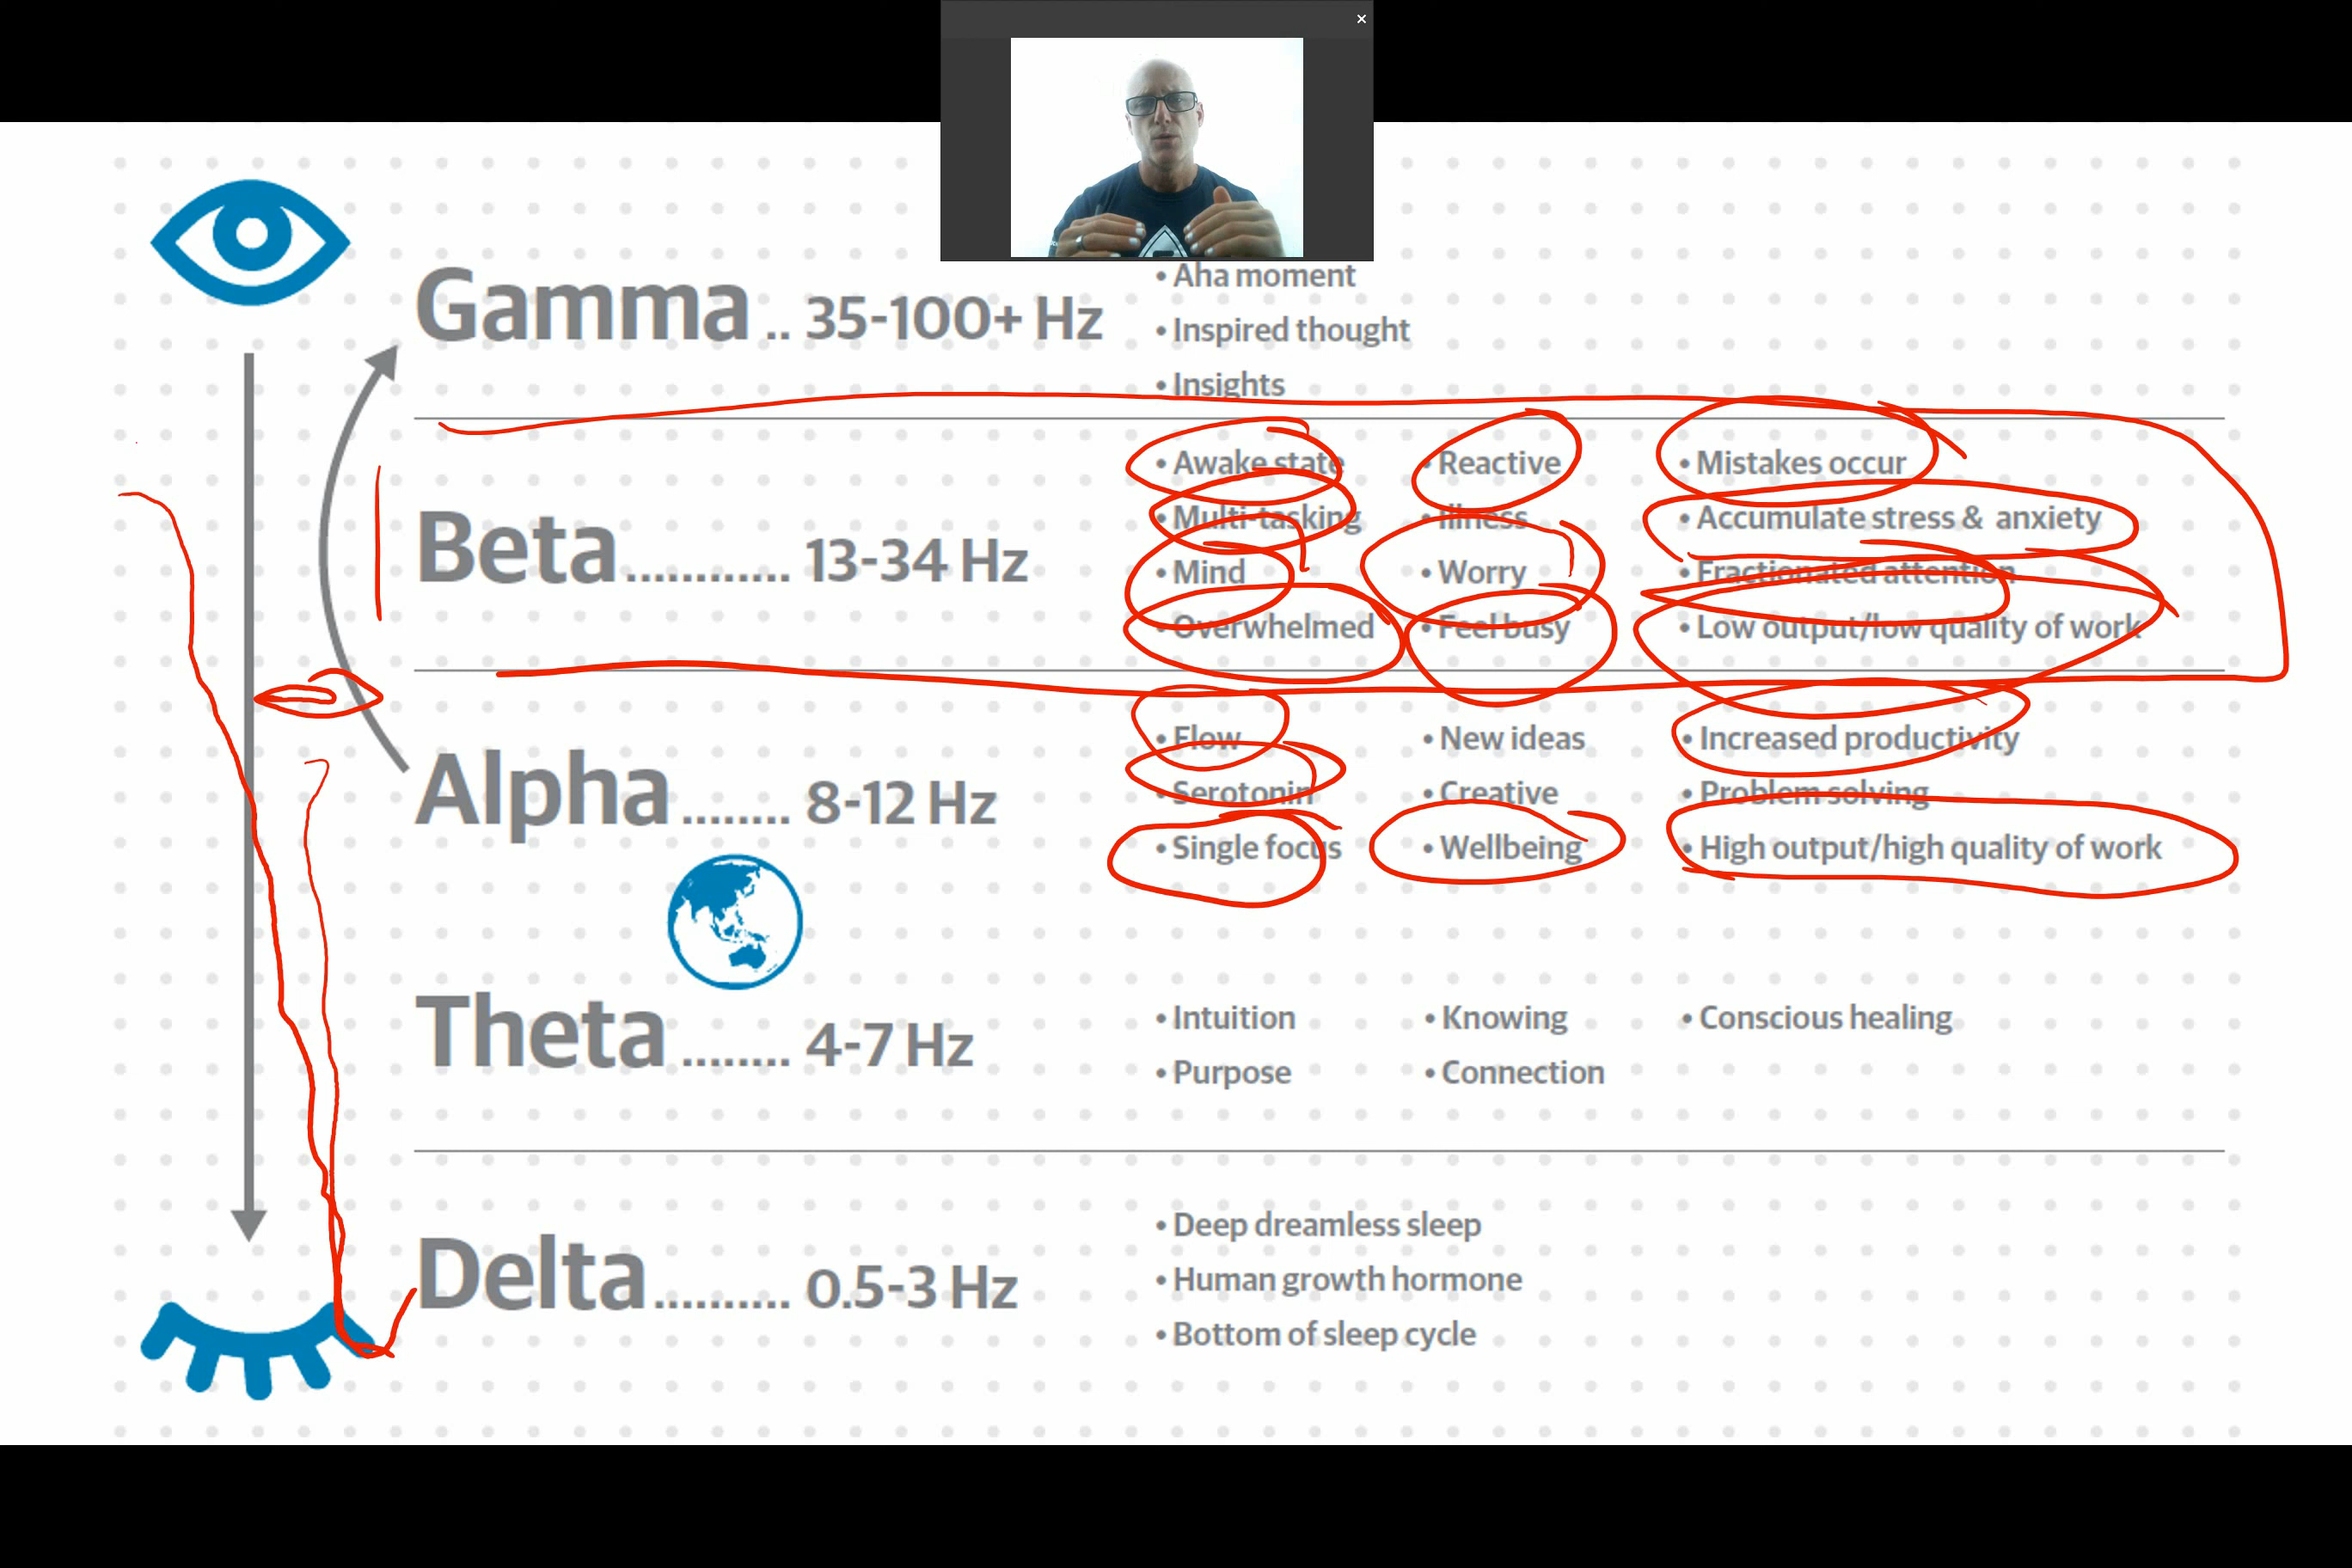 Gamma .. 35-100+ Hz
• Aha moment
• Inspired thought
• Insights
Beta............ 13-34 Hz
• Awake state • Reactive • Mistakes occur
• Multi-tasking • Illness • Accumulate stress & anxiety
• Mind • Worry • Fractionated attention
• Overwhelmed • Feel busy • Low output/low quality of work
Alpha........ 8-12 Hz
• Flow • New ideas • Increased productivity
• Serotonin • Creative • Problem solving
• Single focus • Wellbeing • High output/high quality of work
Theta........ 4-7 Hz
• Intuition • Knowing • Conscious healing
• Purpose • Connection
Delta.......... 0.5-3 Hz
• Deep dreamless sleep
• Human growth hormone
• Bottom of sleep cycle